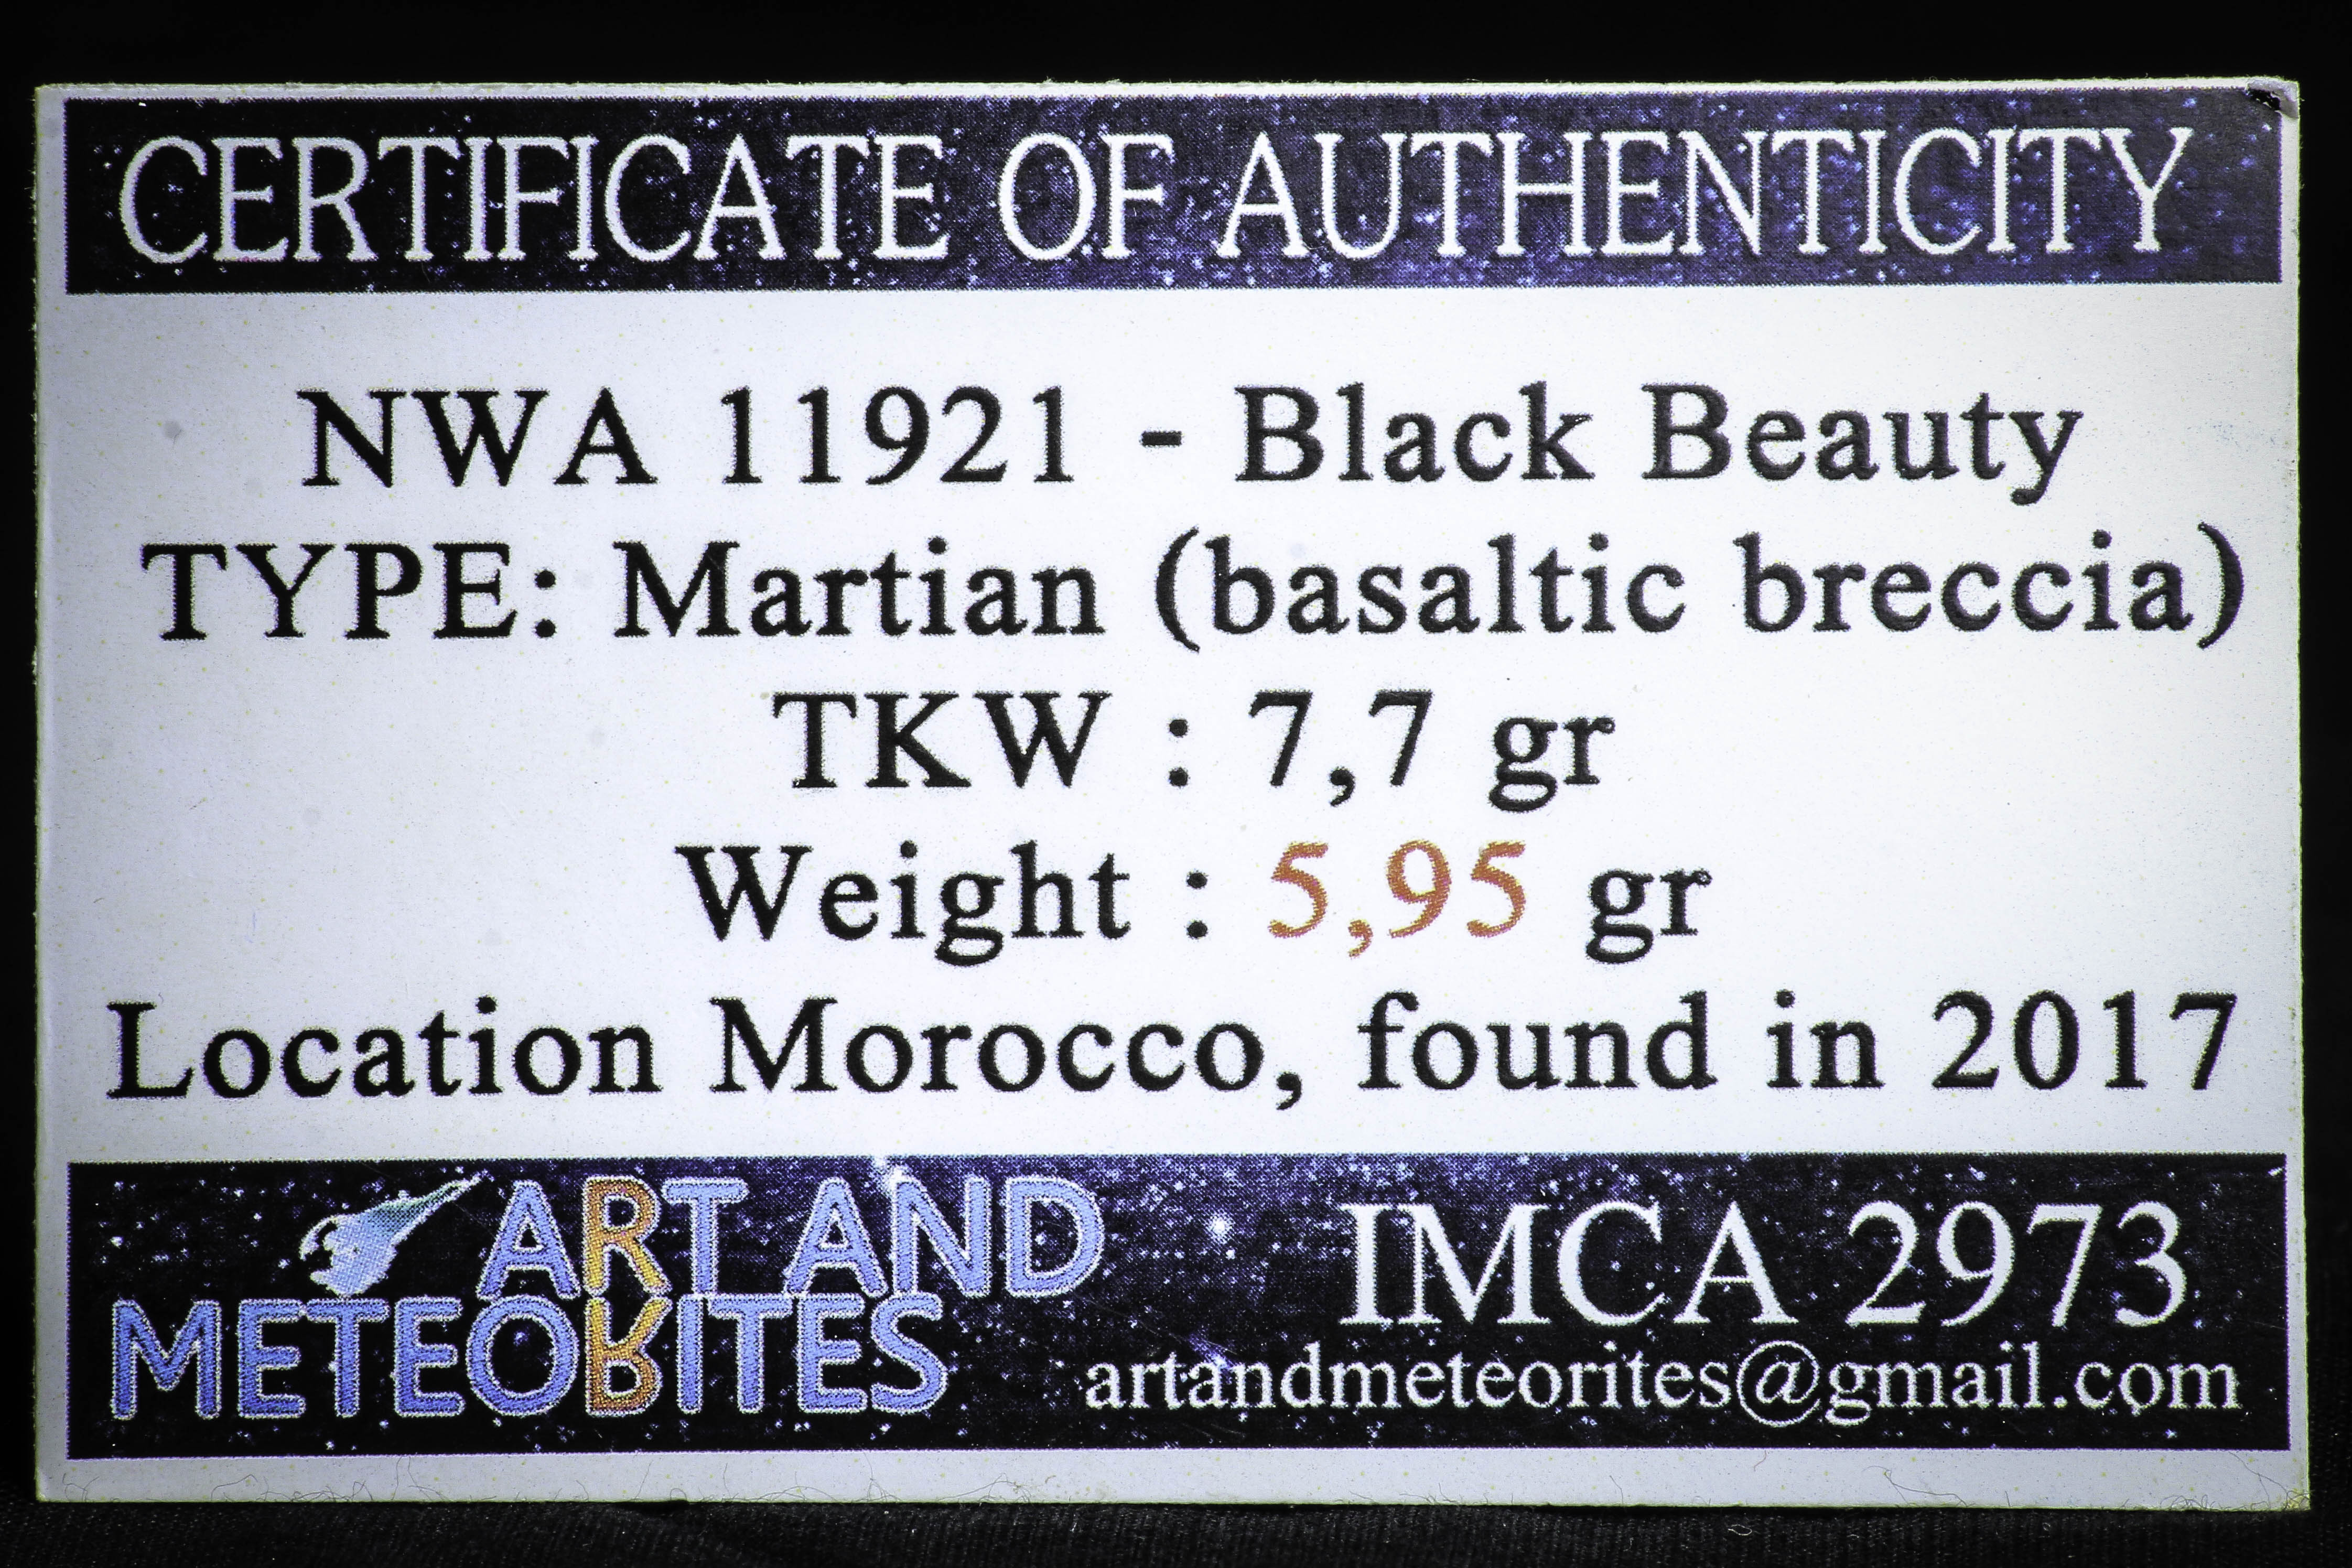 CERTIFICATE OF AUTHENTICITY
NWA 11921 - Black Beauty
TYPE: Martian (basaltic breccia)
TKW : 7,7 gr
Weight : 5,95 gr
Location Morocco, found in 2017
ART AND
METEORITES
IMCA 2973
artandmeteorites@gmail.com